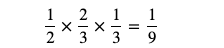 1/2 × 2/3 × 1/3 = 1/9